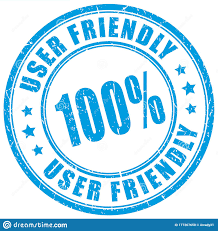 USER FRIENDLY
100%
USER FRIENDLY
dreamstime.com